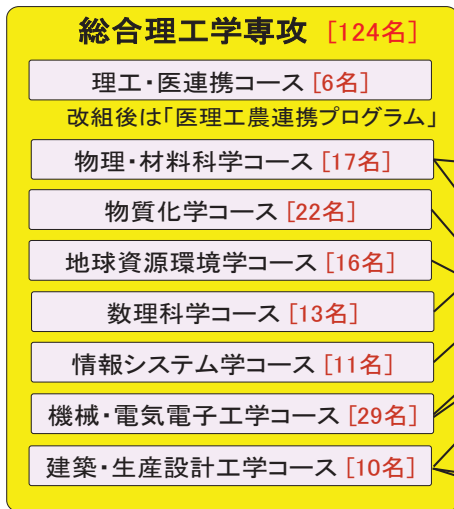 総合理工学専攻 [124名]
理工・医連携コース [6名]
改組後は「医理工農連携プログラム」
物理・材料科学コース [17名]
物質化学コース [22名]
地球資源環境学コース [16名]
数理科学コース [13名]
情報システム学コース [11名]
機械・電気電子工学コース [29名]
建築・生産設計工学コース [10名]